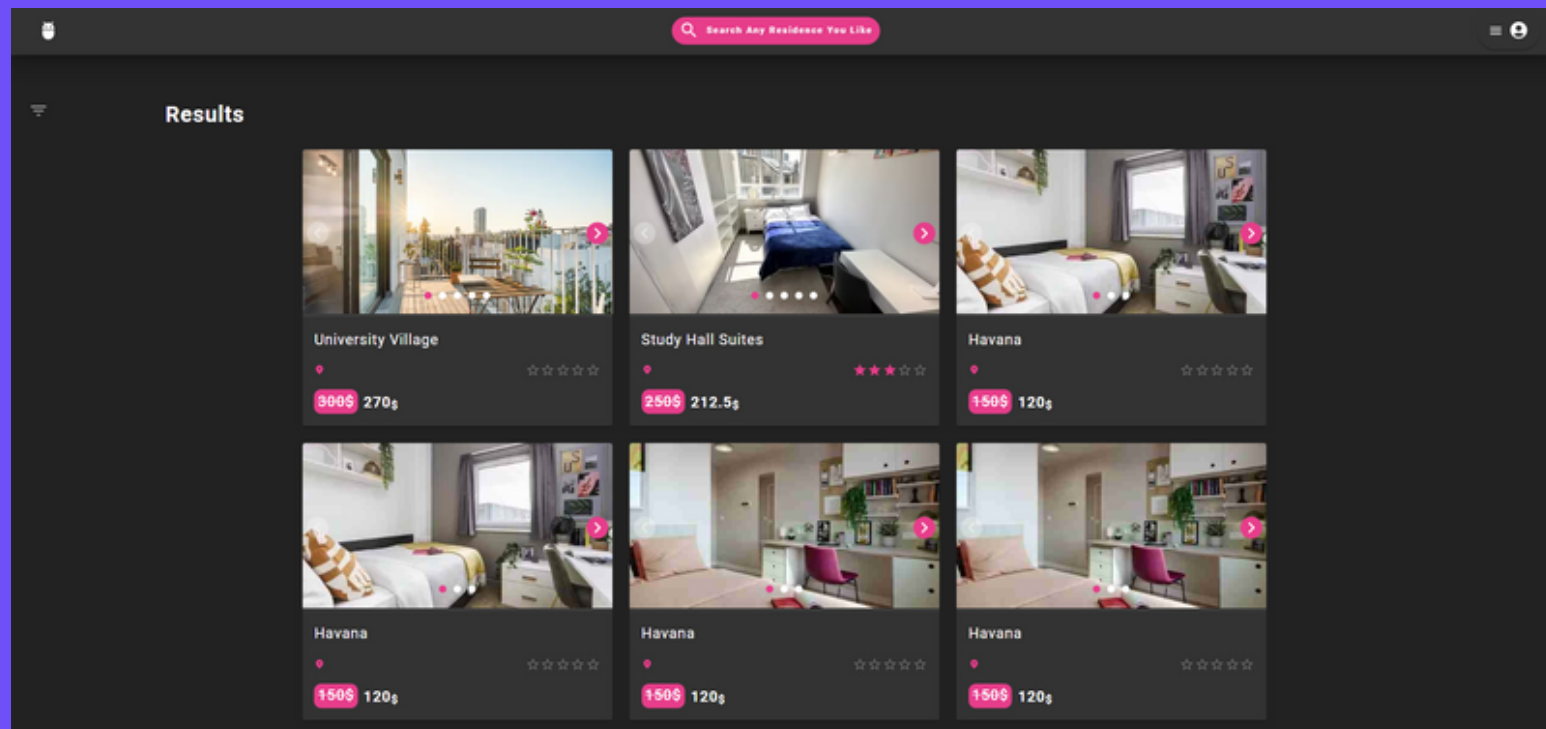 Search Any Residence You Like
Results
University Village
300$ 270$
Study Hall Suites
250$ 212.5$
Havana
150$ 120$
Havana
150$ 120$
Havana
150$ 120$
Havana
150$ 120$